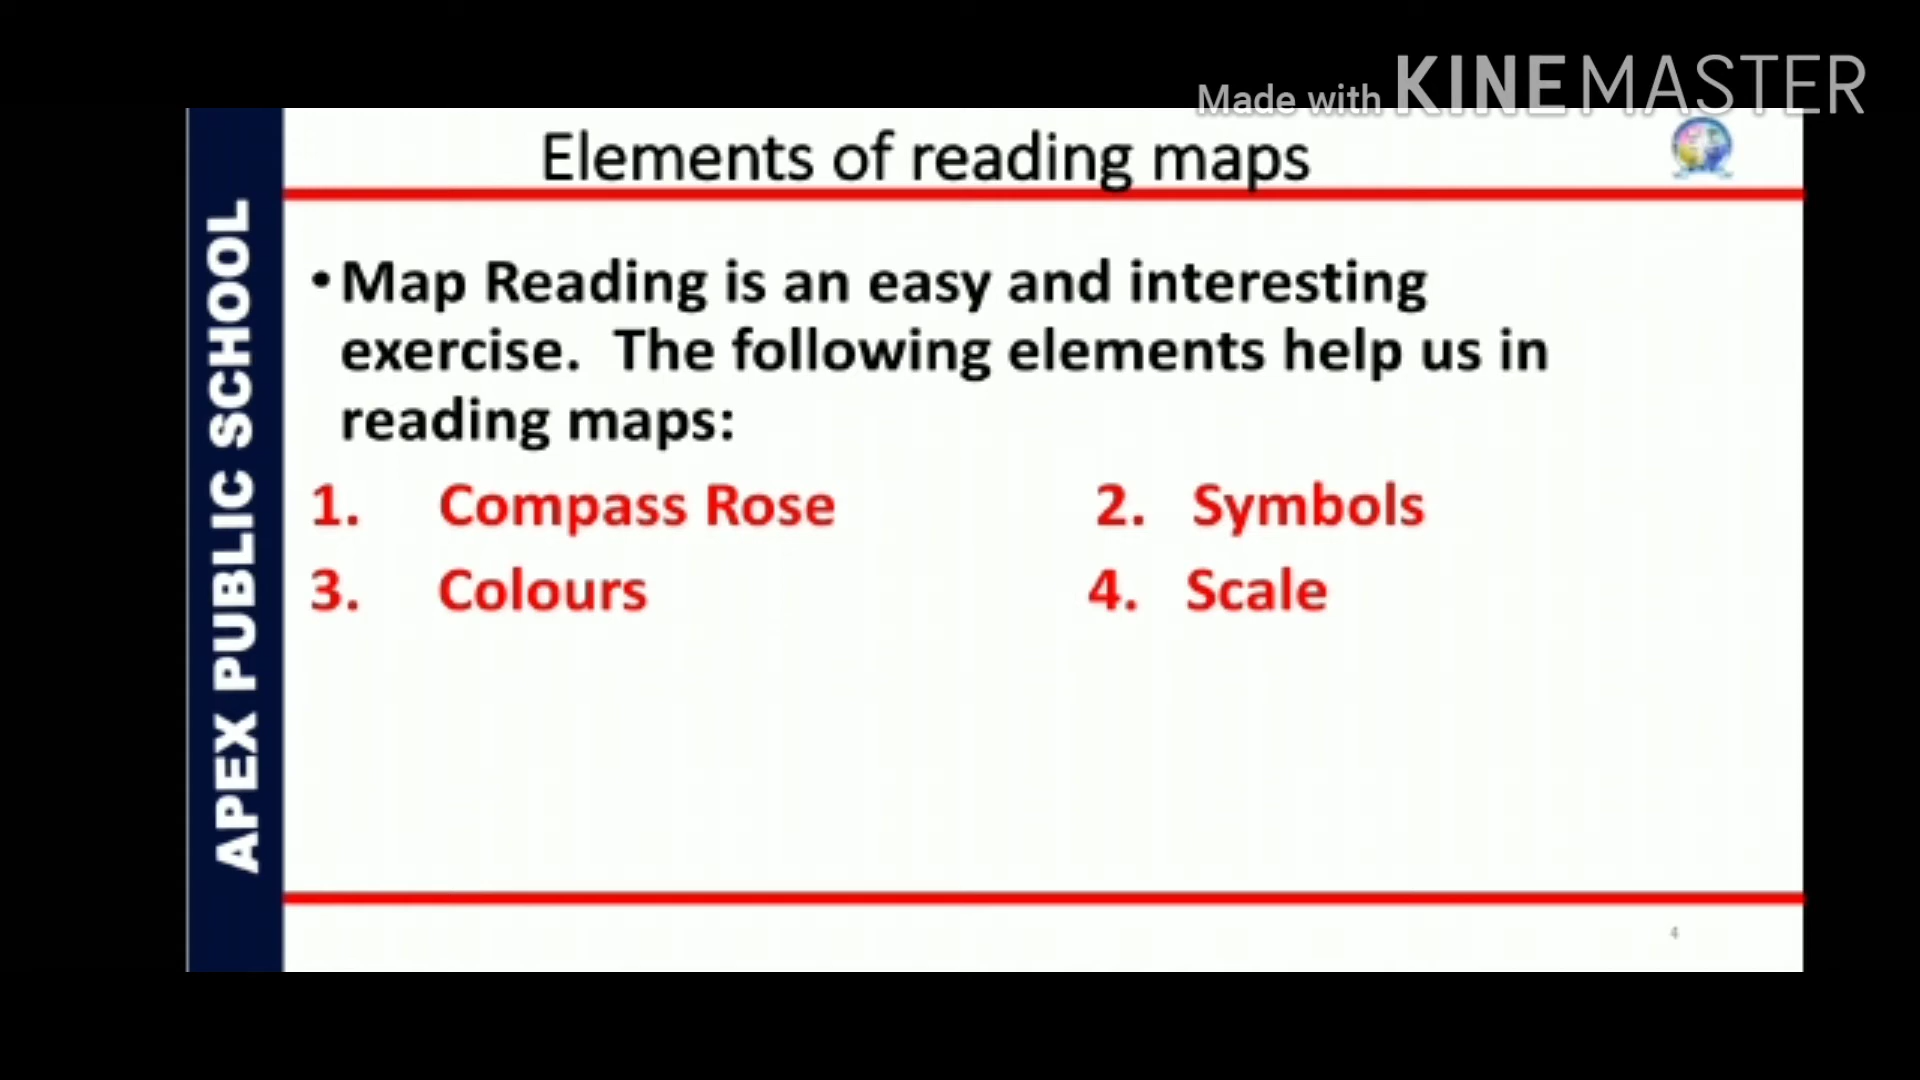 Made with KINEMASTER
Elements of reading maps
APEX PUBLIC SCHOOL
• Map Reading is an easy and interesting
exercise. The following elements help us in
reading maps:
1. Compass Rose 2. Symbols
3. Colours 4. Scale
4